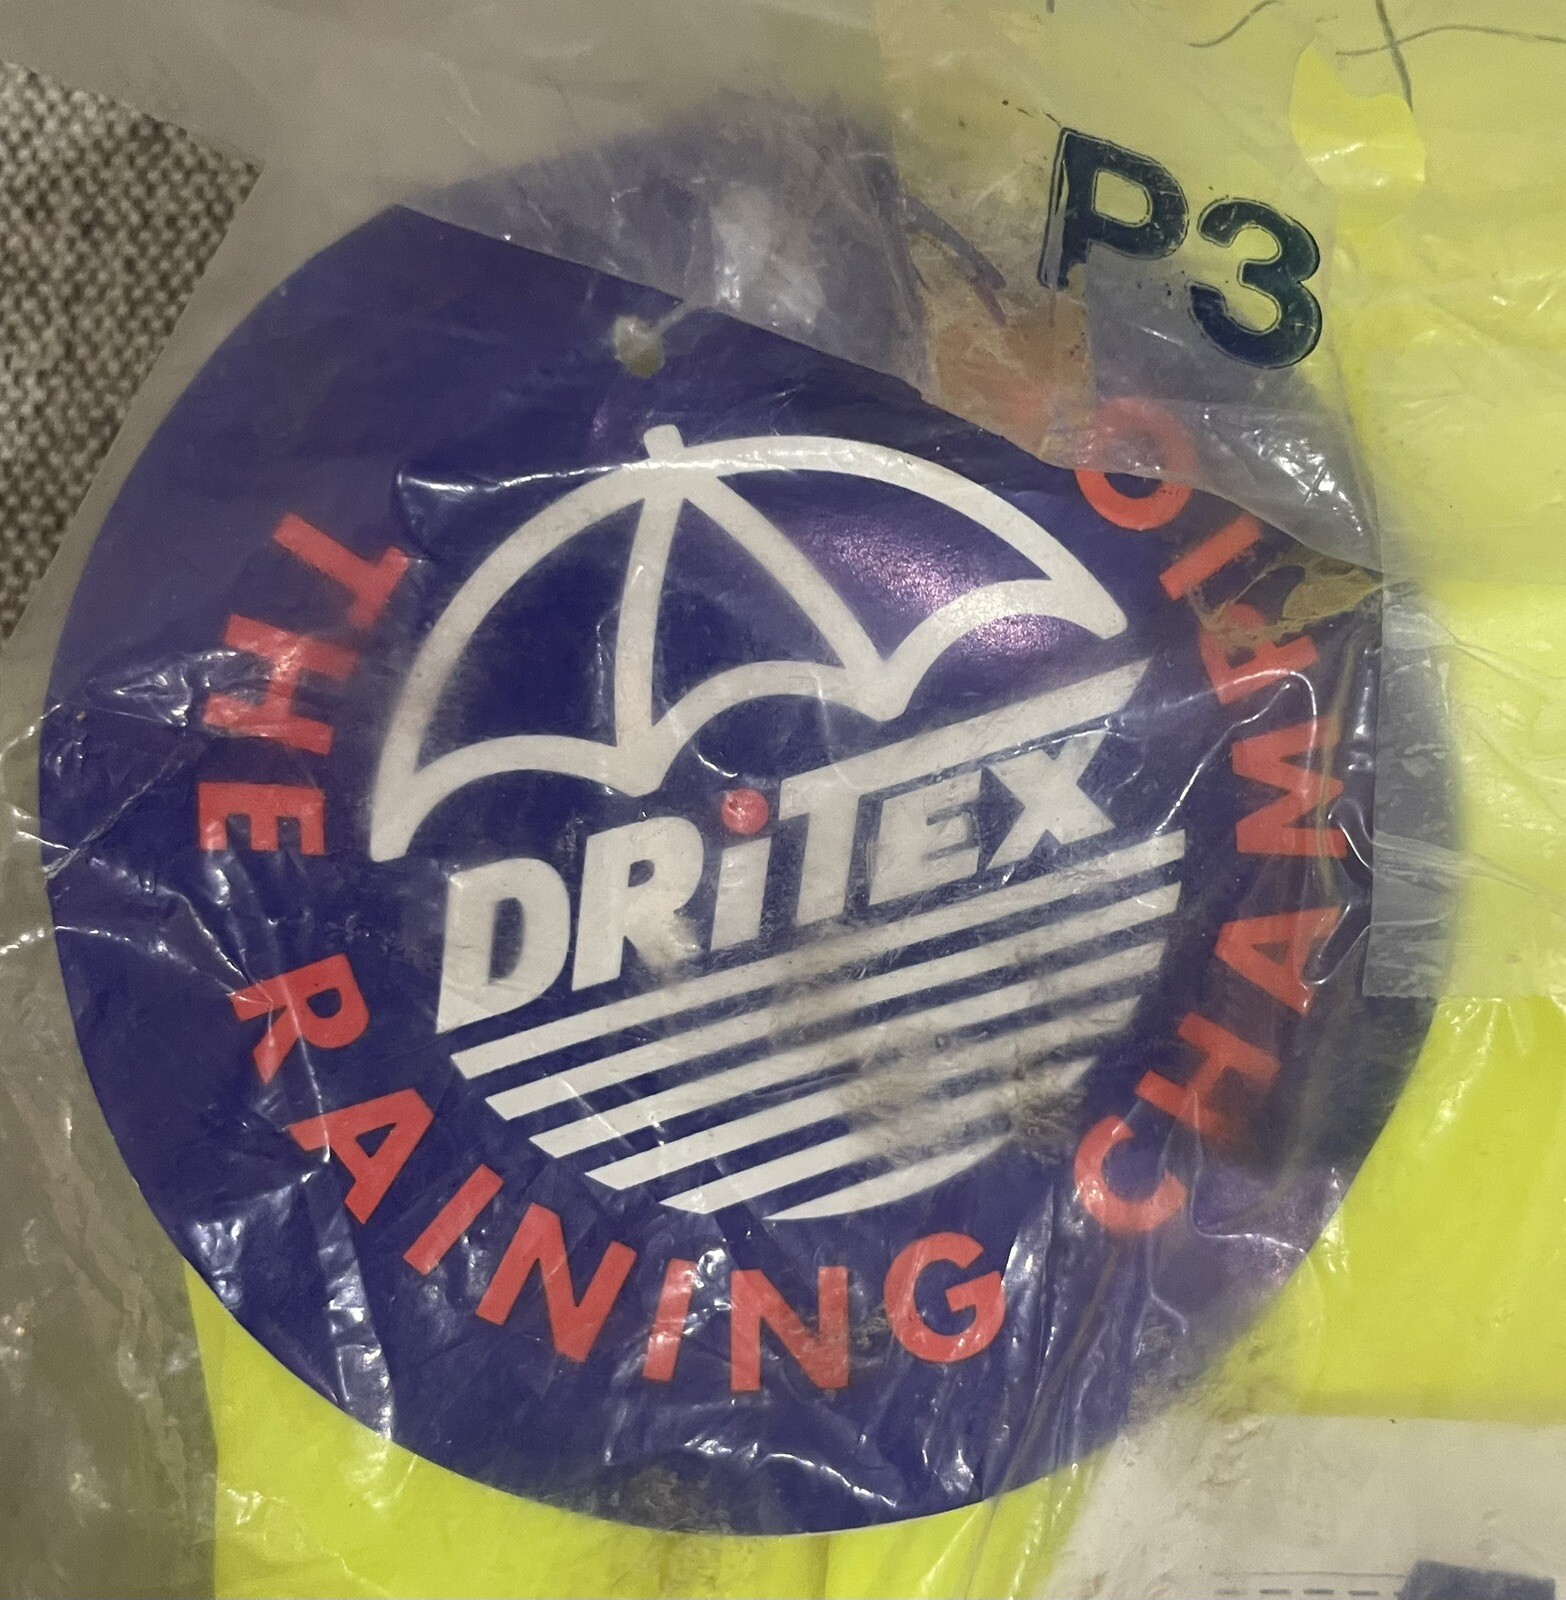 P3
DRiTEX
THE RAINING CHAMPIO